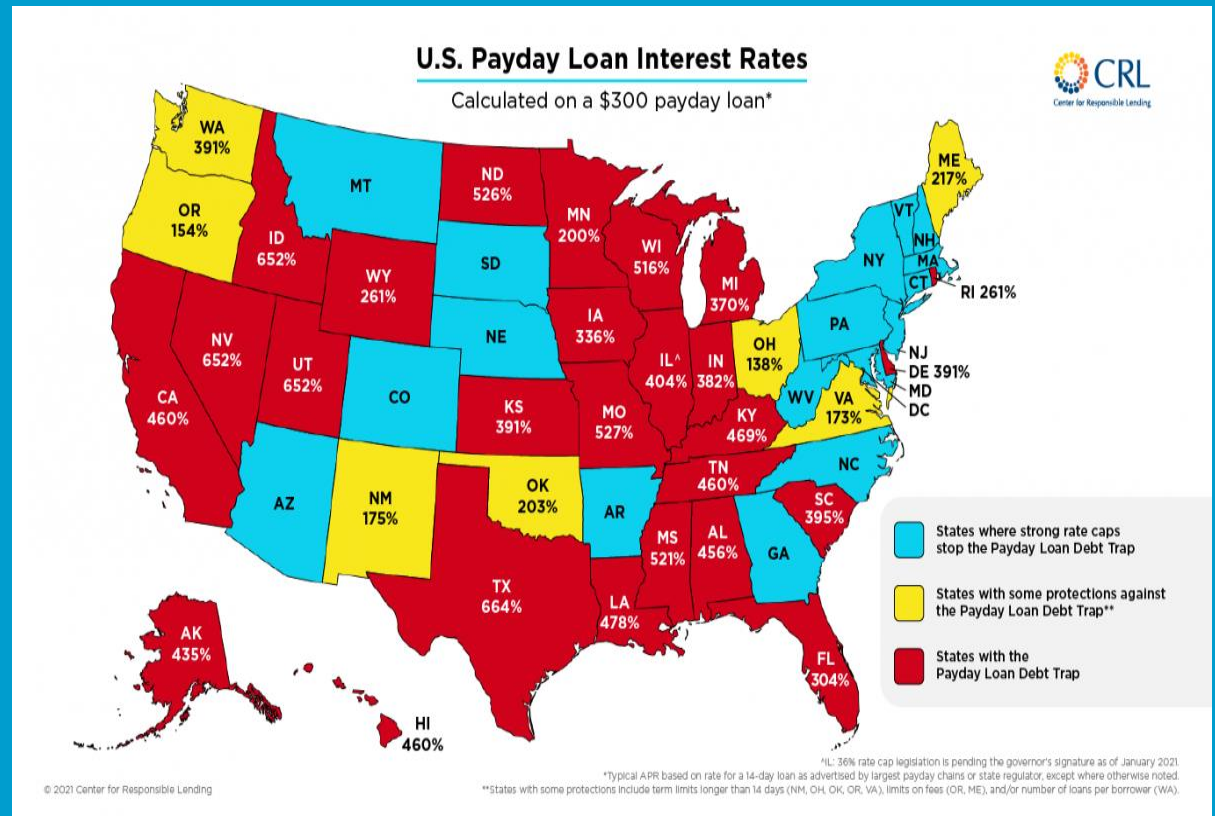 U.S. Payday Loan Interest Rates
Calculated on a $300 payday loan*
CRL
Center for Responsible Lending
WA
391%
OR
154%
ID
652%
MT
ND
526%
MN
200%
WI
516%
MI
370%
ME
217%
VT
NH
NY
MA
CT
RI 261%
WY
261%
SD
IA
336%
NE
PA
NV
652%
UT
652%
CO
CA
460%
KS
391%
MO
527%
IL^
404%
IN
382%
OH
138%
WV
VA
173%
NJ
DE 391%
MD
DC
KY
469%
AZ
NM
175%
OK
203%
AR
TN
460%
NC
SC
395%
MS
521%
AL
456%
GA
TX
664%
LA
478%
FL
304%
AK
435%
HI
460%
States where strong rate caps
stop the Payday Loan Debt Trap
States with some protections against
the Payday Loan Debt Trap**
States with the
Payday Loan Debt Trap
^IL: 36% rate cap legislation is pending the governor's signature as of January 2021.
*Typical APR based on rate for a 14-day loan as advertised by largest payday chains or state regulator, except where otherwise noted.
**States with some protections include term limits longer than 14 days (NM, OH, OK, OR, VA), limits on fees (OR, ME), and/or number of loans per borrower (WA).
© 2021 Center for Responsible Lending